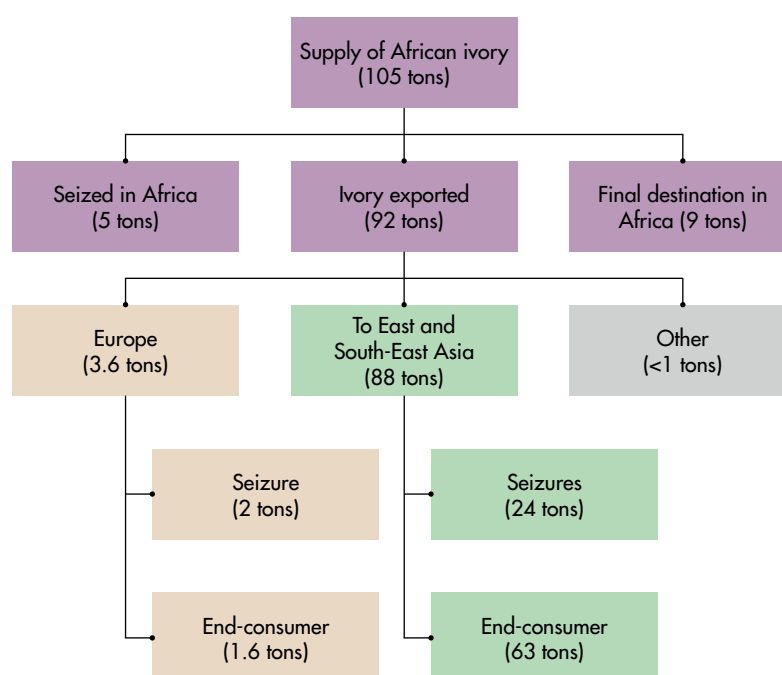 Supply of African ivory
(105 tons)
Seized in Africa
(5 tons)
Ivory exported
(92 tons)
Final destination in
Africa (9 tons)
Europe
(3.6 tons)
To East and
South-East Asia
(88 tons)
Other
(<1 tons)
Seizure
(2 tons)
Seizures
(24 tons)
End-consumer
(1.6 tons)
End-consumer
(63 tons)